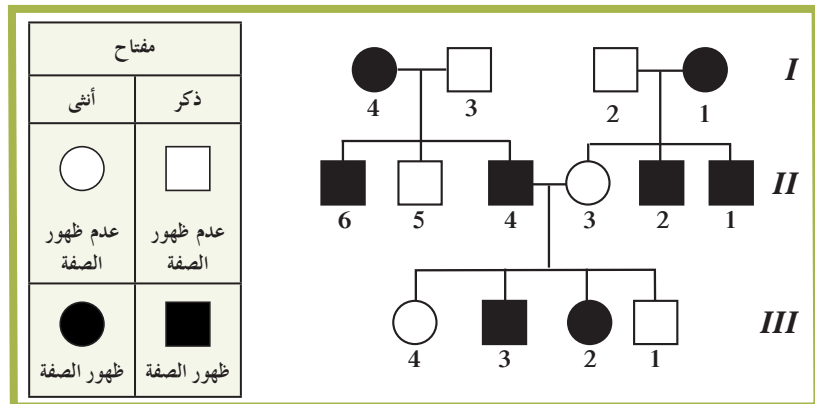 مفتاح
ذكر أنثى
عدم ظهور الصفة عدم ظهور الصفة
ظهور الصفة ظهور الصفة
I
1 2 3 4
II
1 2 3 4 5 6
III
1 2 3 4